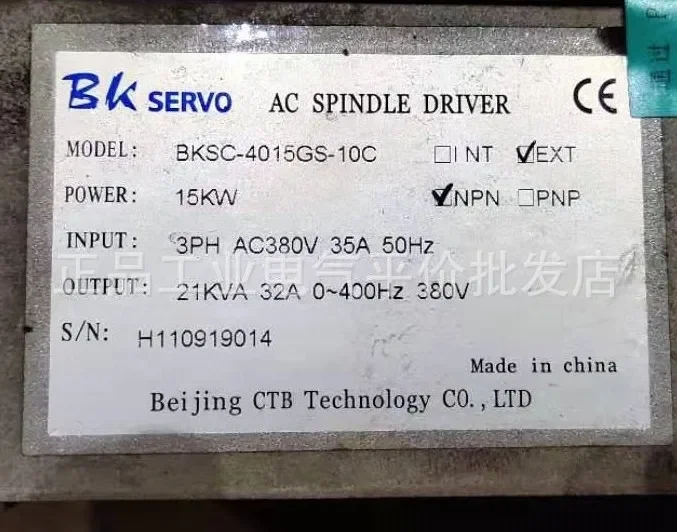 BK SERVO AC SPINDLE DRIVER CE
MODEL: BKSC-4015GS-10C □INT ☑EXT
POWER: 15KW ☑NPN □PNP
INPUT: 3PH AC380V 35A 50Hz
正品工业电气平价批发店
OUTPUT: 21KVA 32A 0~400Hz 380V
S/N: H110919014
Made in china
Beijing CTB Technology CO.,LTD
通过